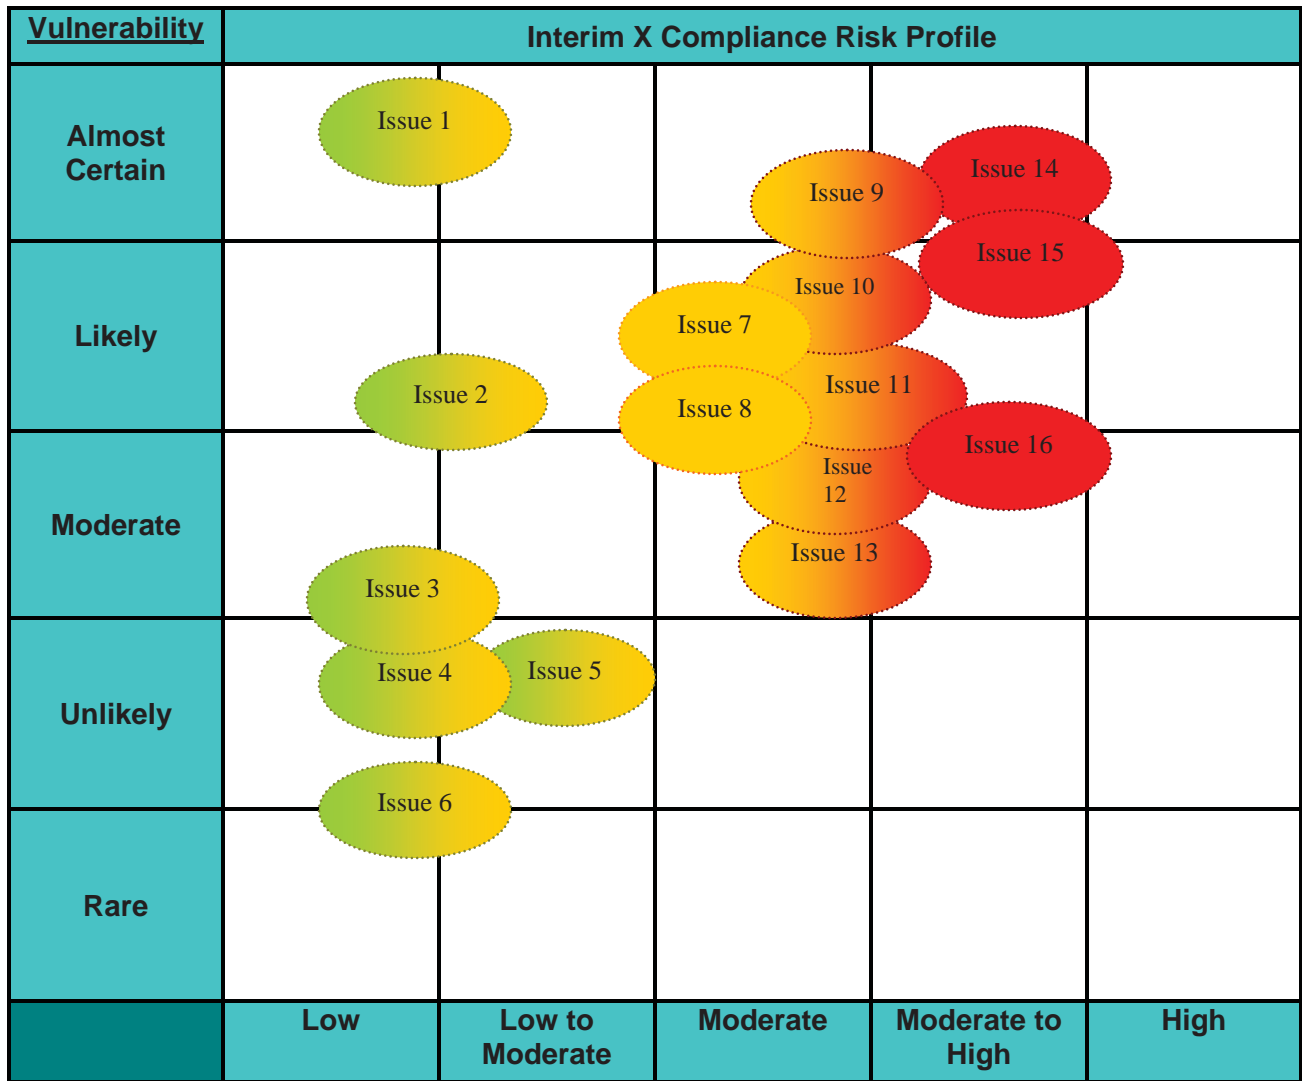 Vulnerability
Interim X Compliance Risk Profile
Almost
Certain
Issue 1
Issue 14
Issue 9
Issue 15
Likely
Issue 10
Issue 7
Issue 11
Issue 2
Issue 8
Moderate
Issue 16
Issue
12
Issue 13
Issue 3
Unlikely
Issue 4
Issue 5
Issue 6
Rare
Low
Low to
Moderate
Moderate
Moderate to
High
High